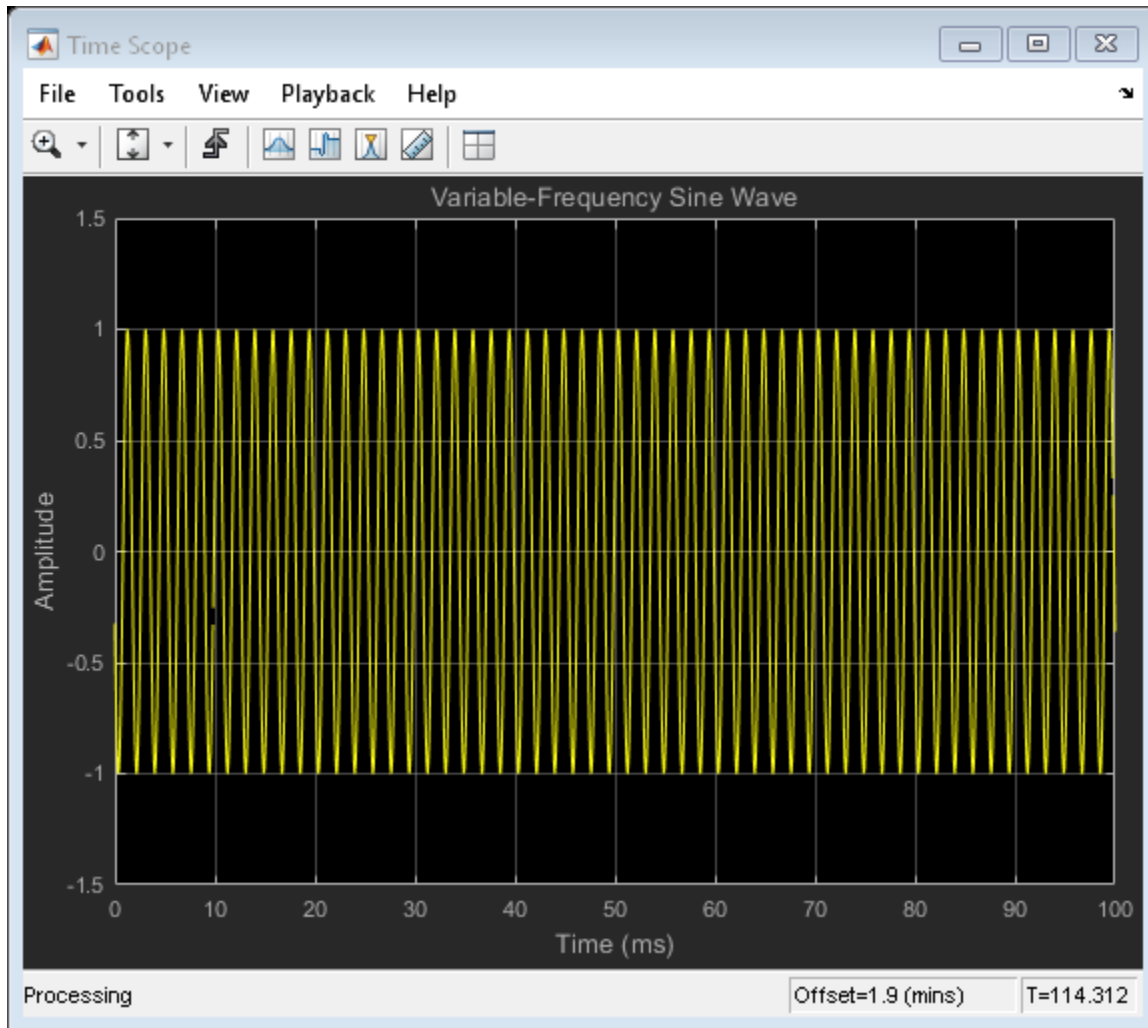 Time Scope
File Tools View Playback Help
Variable-Frequency Sine Wave
1.5
1
0.5
0
-0.5
-1
-1.5
Amplitude
0 10 20 30 40 50 60 70 80 90 100
Time (ms)
Processing Offset=1.9 (mins) T=114.312